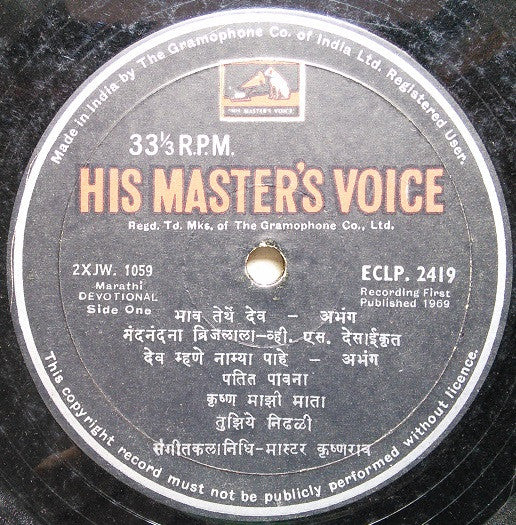 Made in India by The Gramophone Co. of India Ltd. Registered User.
"HIS MASTER'S VOICE"
33⅓ R.P.M.
HIS MASTER'S VOICE
Regd. Td. Mks. of The Gramophone Co., Ltd.
2XJW. 1059
Marathi
DEVOTIONAL
Side One
ECLP. 2419
Recording First
Published 1969
भाव तेथें देव - अभंग
मंदनंदना ब्रिजलाला-व्ही. एस. देसाईकृत
देव म्हणे नाम्या पाहे - अभंग
पतित पावना
कृष्ण माझी माता
तुझिये निढळी
संगीतकलानिधि-मास्टर कृष्णराव
This copyright record must not be publicly performed without licence.